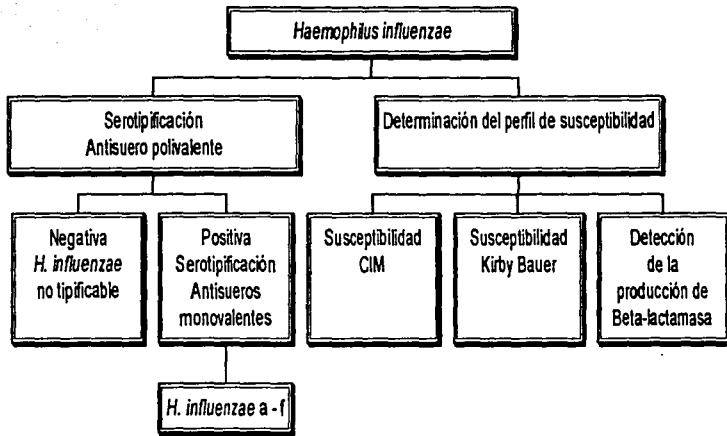 Haemophilus influenzae
Serotipificación
Antisuero polivalente
Determinación del perfil de susceptibilidad
Negativa
H. influenzae
no tipificable
Positiva
Serotipificación
Antisueros
monovalentes
Susceptibilidad
CIM
Susceptibilidad
Kirby Bauer
Detección
de la
producción de
Beta-lactamasa
H. influenzae a - f